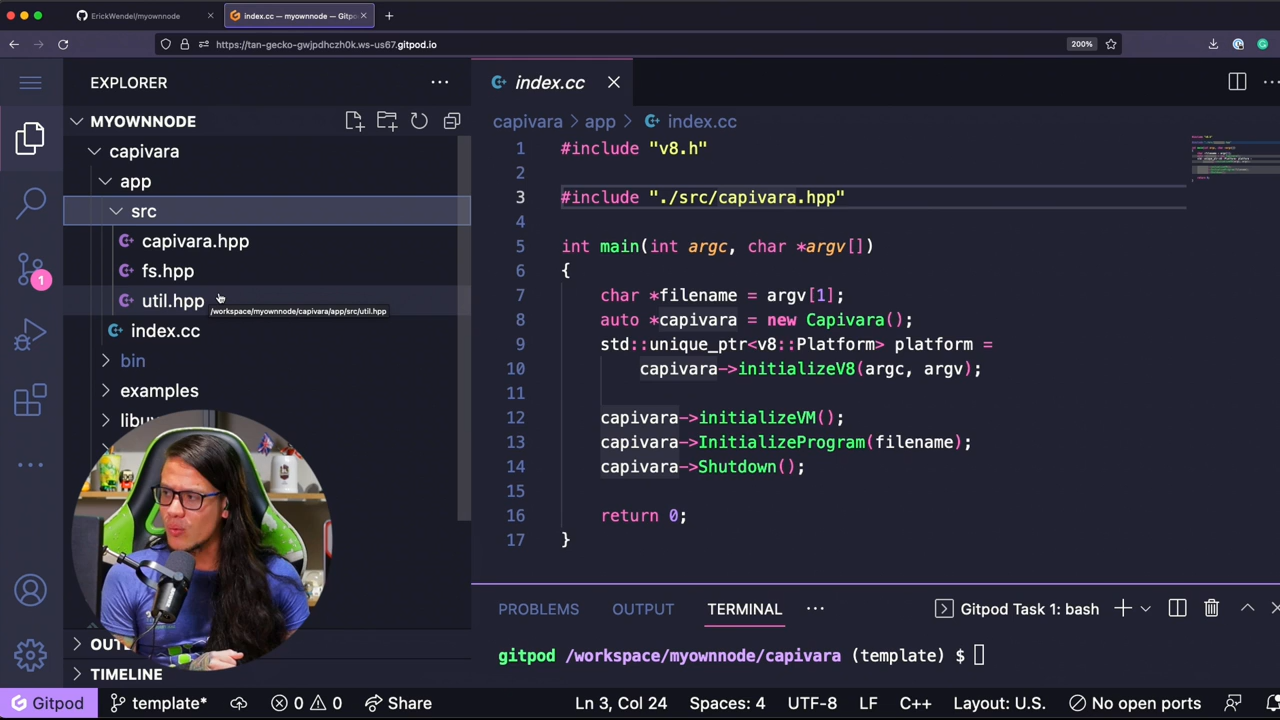 ErickWendel/myownnode
index.cc — myownnode — Gitpod
https://tan-gecko-gwjpdhczh0k.ws-us67.gitpod.io
200%
EXPLORER
MYOWNNODE
capivara
app
src
capivara.hpp
fs.hpp
util.hpp
/workspace/myownnode/capivara/app/src/util.hpp
index.cc
bin
examples
OUT
TIMELINE
1
index.cc
capivara > app > index.cc
1 #include "v8.h"
2
3 #include "./src/capivara.hpp"
4
5 int main(int argc, char *argv[])
6 {
7 char *filename = argv[1];
8 auto *capivara = new Capivara();
9 std::unique_ptr<v8::Platform> platform =
10 capivara->initializeV8(argc, argv);
11
12 capivara->initializeVM();
13 capivara->InitializeProgram(filename);
14 capivara->Shutdown();
15
16 return 0;
17 }
PROBLEMS OUTPUT TERMINAL ··· Gitpod Task 1: bash
gitpod /workspace/myownnode/capivara (template) $
Gitpod template* 0 0 Share Ln 3, Col 24 Spaces: 4 UTF-8 LF C++ Layout: U.S. No open ports